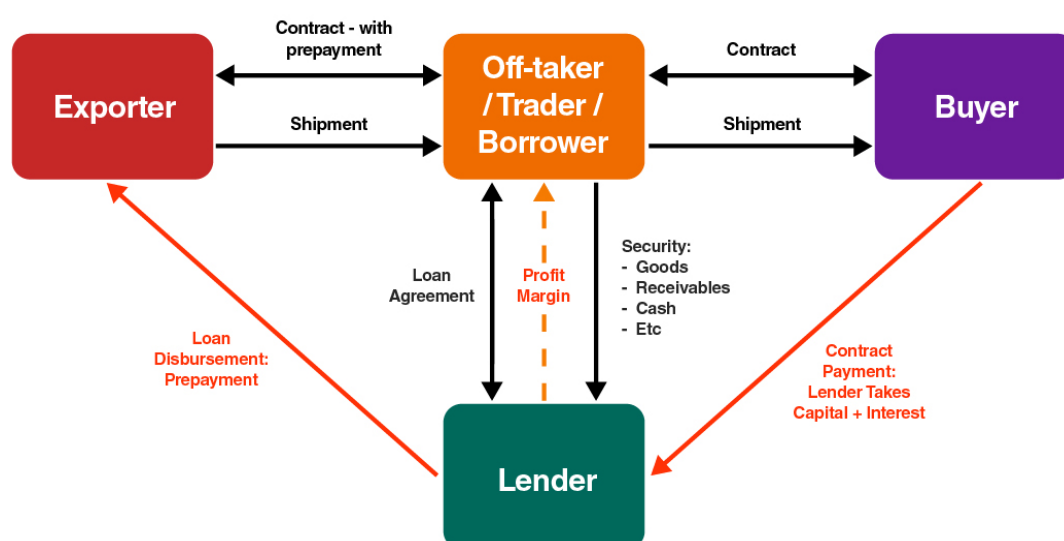 Contract - with
prepayment
Contract
Exporter
Off-taker
/ Trader /
Borrower
Buyer
Shipment
Shipment
Loan
Agreement
Profit
Margin
Security:
- Goods
- Receivables
- Cash
- Etc
Loan
Disbursement:
Prepayment
Contract
Payment:
Lender Takes
Capital + Interest
Lender